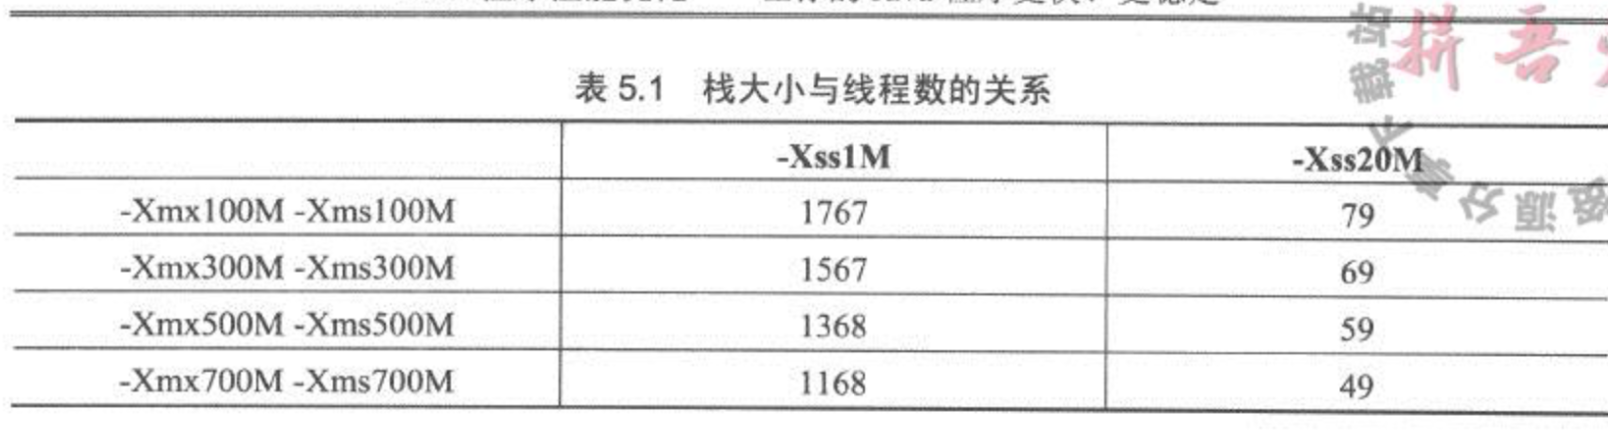 表 5.1 栈大小与线程数的关系
-Xss1M -Xss20M
-Xmx100M -Xms100M 1767 79
-Xmx300M -Xms300M 1567 69
-Xmx500M -Xms500M 1368 59
-Xmx700M -Xms700M 1168 49